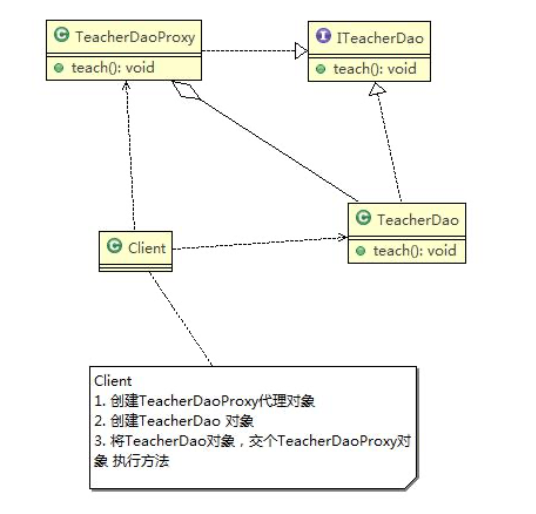 TeacherDaoProxy
teach(): void
ITeacherDao
teach(): void
TeacherDao
teach(): void
Client
Client
1. 创建TeacherDaoProxy代理对象
2. 创建TeacherDao 对象
3. 将TeacherDao对象，交个TeacherDaoProxy对
象 执行方法